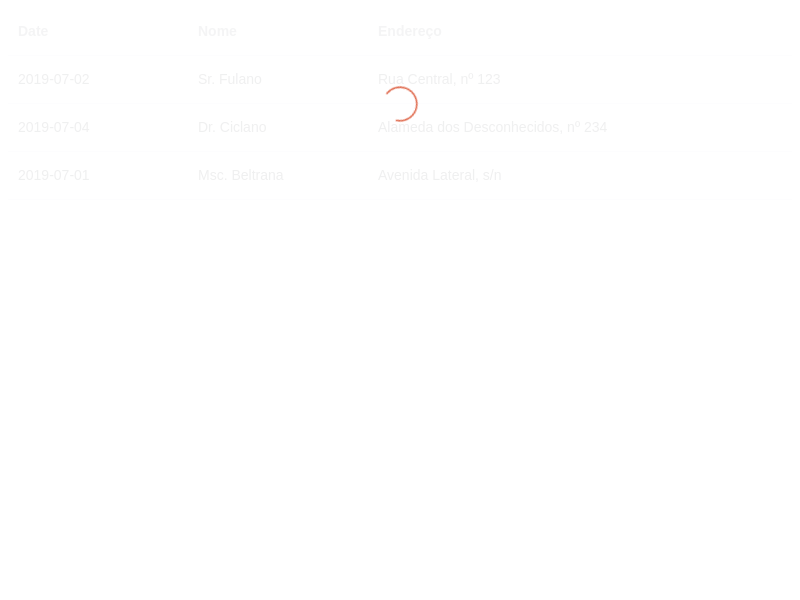 Date Nome Endereço
2019-07-02 Sr. Fulano Rua Central, nº 123
2019-07-04 Dr. Ciclano Alameda dos Desconhecidos, nº 234
2019-07-01 Msc. Beltrana Avenida Lateral, s/n